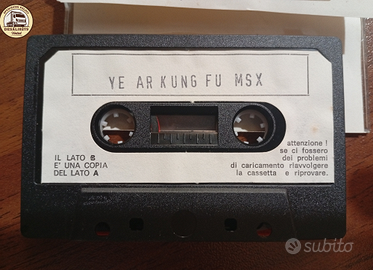 YE AR KUNG FU MSX
IL LATO B
E' UNA COPIA
DEL LATO A
attenzione !
se ci fossero
dei problemi
di caricamento riavvolgere
la cassetta e riprovare.
subito